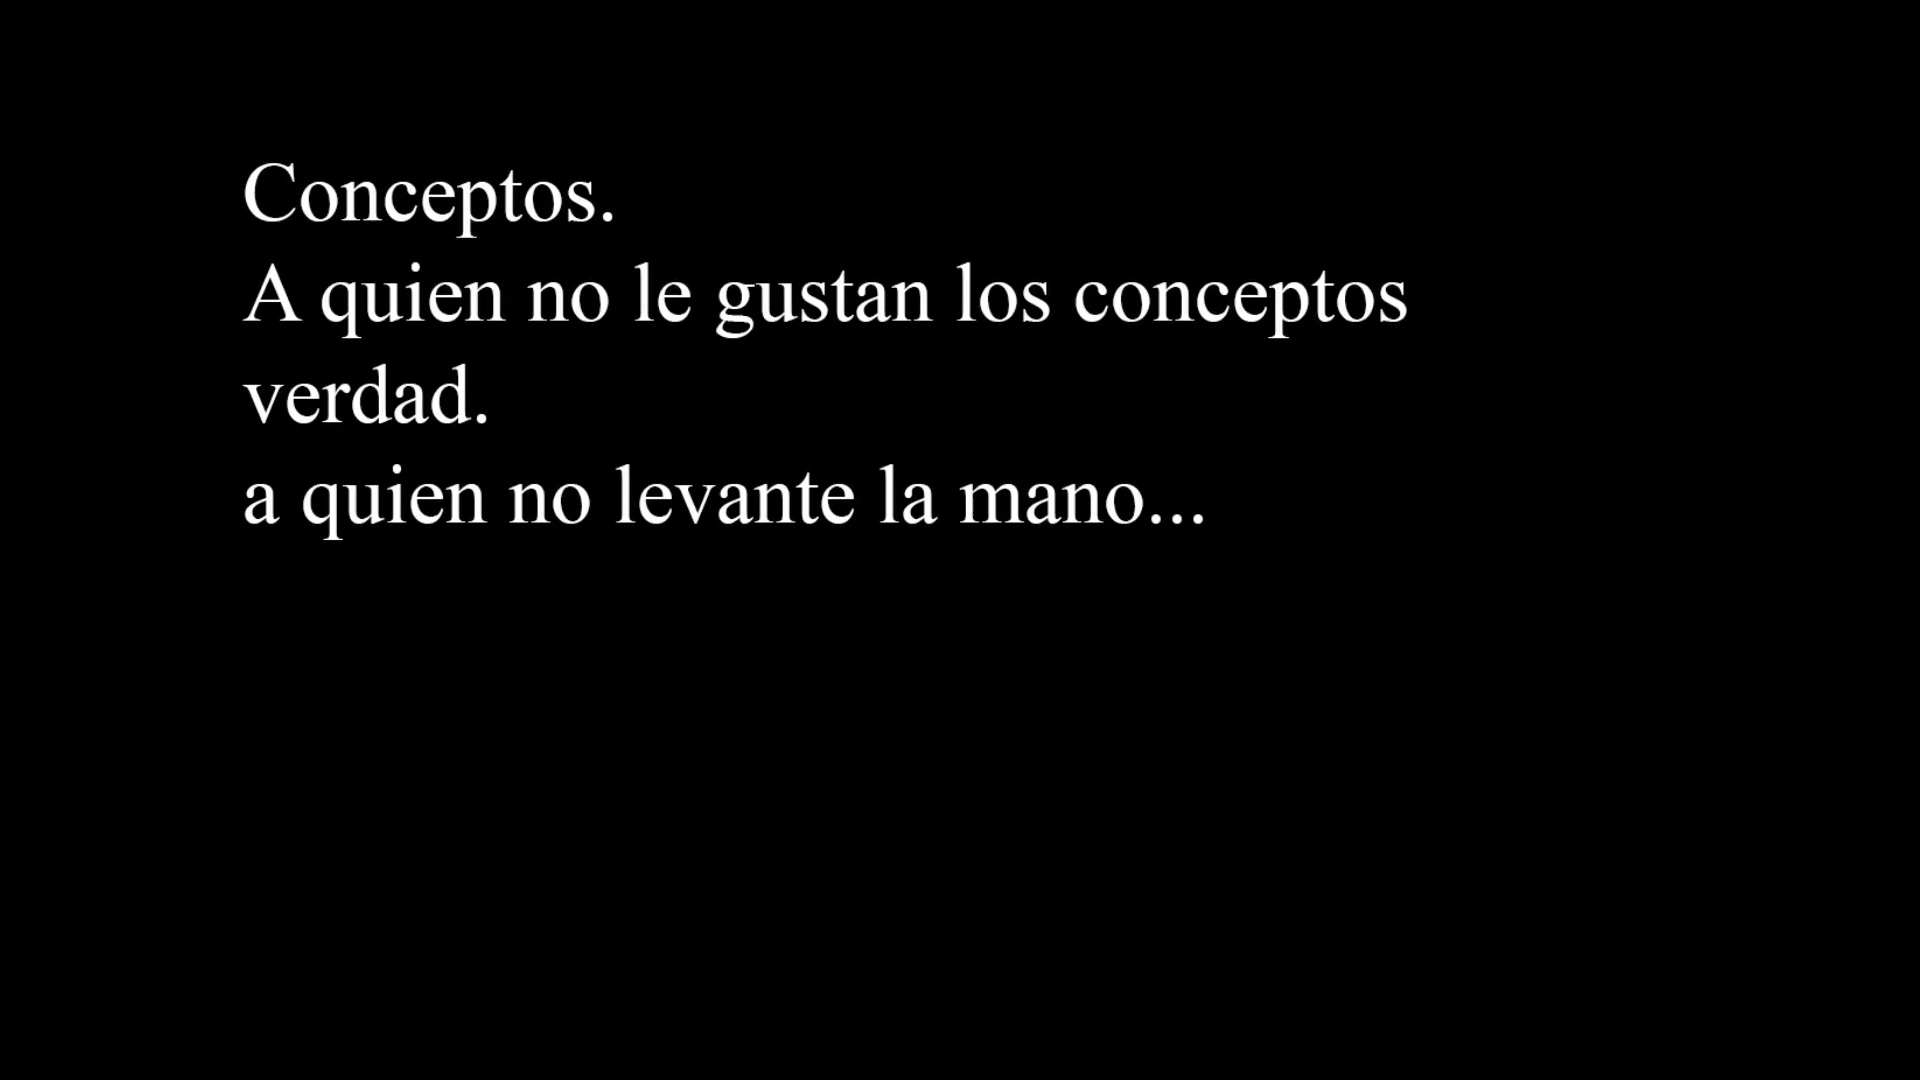 Conceptos.
A quien no le gustan los conceptos
verdad.
a quien no levante la mano...